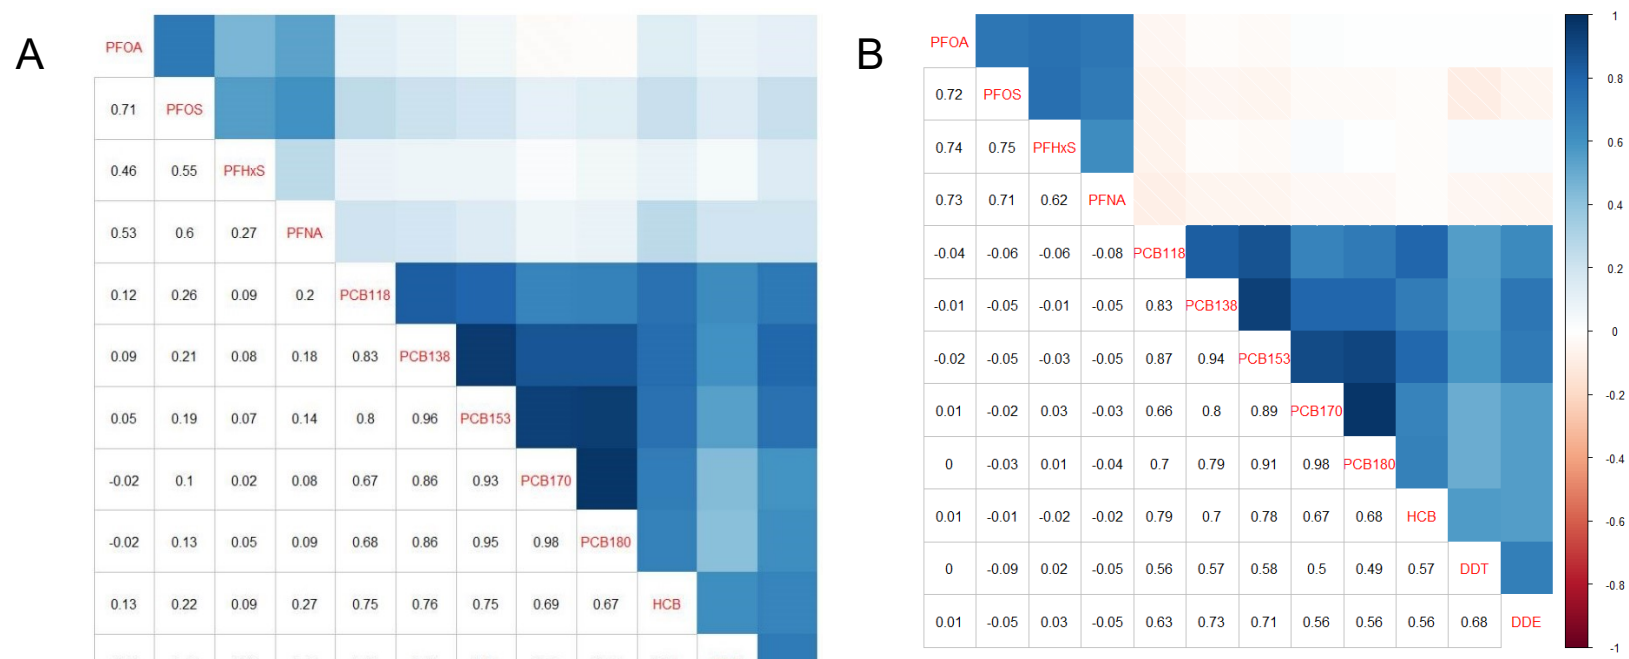 A
PFOA
0.71 PFOS
0.46 0.55 PFHxS
0.53 0.6 0.27 PFNA
0.12 0.26 0.09 0.2 PCB118
0.09 0.21 0.08 0.18 0.83 PCB138
0.05 0.19 0.07 0.14 0.8 0.96 PCB153
-0.02 0.1 0.02 0.08 0.67 0.86 0.93 PCB170
-0.02 0.13 0.05 0.09 0.68 0.86 0.95 0.98 PCB180
0.13 0.22 0.09 0.27 0.75 0.76 0.75 0.69 0.67 HCB
B
PFOA
0.72 PFOS
0.74 0.75 PFHxS
0.73 0.71 0.62 PFNA
-0.04 -0.06 -0.06 -0.08 PCB118
-0.01 -0.05 -0.01 -0.05 0.83 PCB138
-0.02 -0.05 -0.03 -0.05 0.87 0.94 PCB153
0.01 -0.02 0.03 -0.03 0.66 0.8 0.89 PCB170
0 -0.03 0.01 -0.04 0.7 0.79 0.91 0.98 PCB180
0.01 -0.01 -0.02 -0.02 0.79 0.7 0.78 0.67 0.68 HCB
0 -0.09 0.02 -0.05 0.56 0.57 0.58 0.5 0.49 0.57 DDT
0.01 -0.05 0.03 -0.05 0.63 0.73 0.71 0.56 0.56 0.56 0.68 DDE
1
0.8
0.6
0.4
0.2
0
-0.2
-0.4
-0.6
-0.8
-1